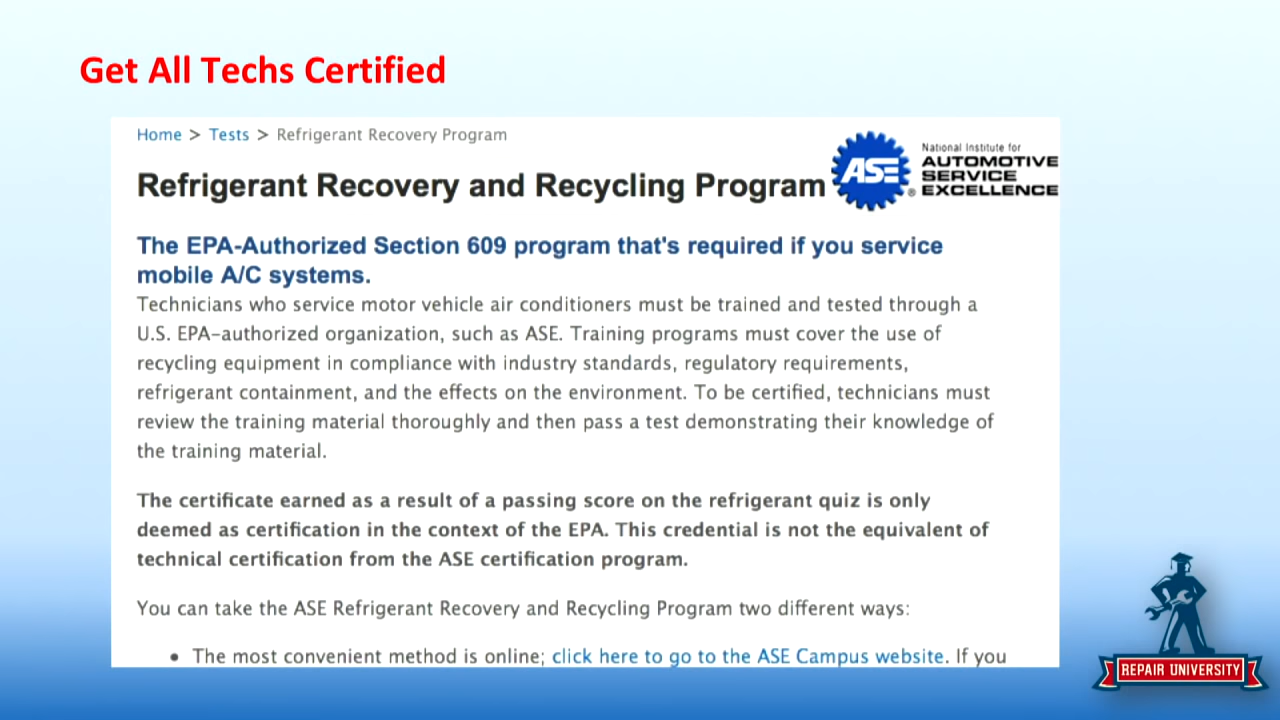 Get All Techs Certified
Home > Tests > Refrigerant Recovery Program
National Institute for
AUTOMOTIVE
SERVICE
EXCELLENCE
ASE
®
Refrigerant Recovery and Recycling Program
The EPA-Authorized Section 609 program that's required if you service
mobile A/C systems.
Technicians who service motor vehicle air conditioners must be trained and tested through a
U.S. EPA-authorized organization, such as ASE. Training programs must cover the use of
recycling equipment in compliance with industry standards, regulatory requirements,
refrigerant containment, and the effects on the environment. To be certified, technicians must
review the training material thoroughly and then pass a test demonstrating their knowledge of
the training material.
The certificate earned as a result of a passing score on the refrigerant quiz is only
deemed as certification in the context of the EPA. This credential is not the equivalent of
technical certification from the ASE certification program.
You can take the ASE Refrigerant Recovery and Recycling Program two different ways:
• The most convenient method is online; click here to go to the ASE Campus website. If you
REPAIR UNIVERSITY